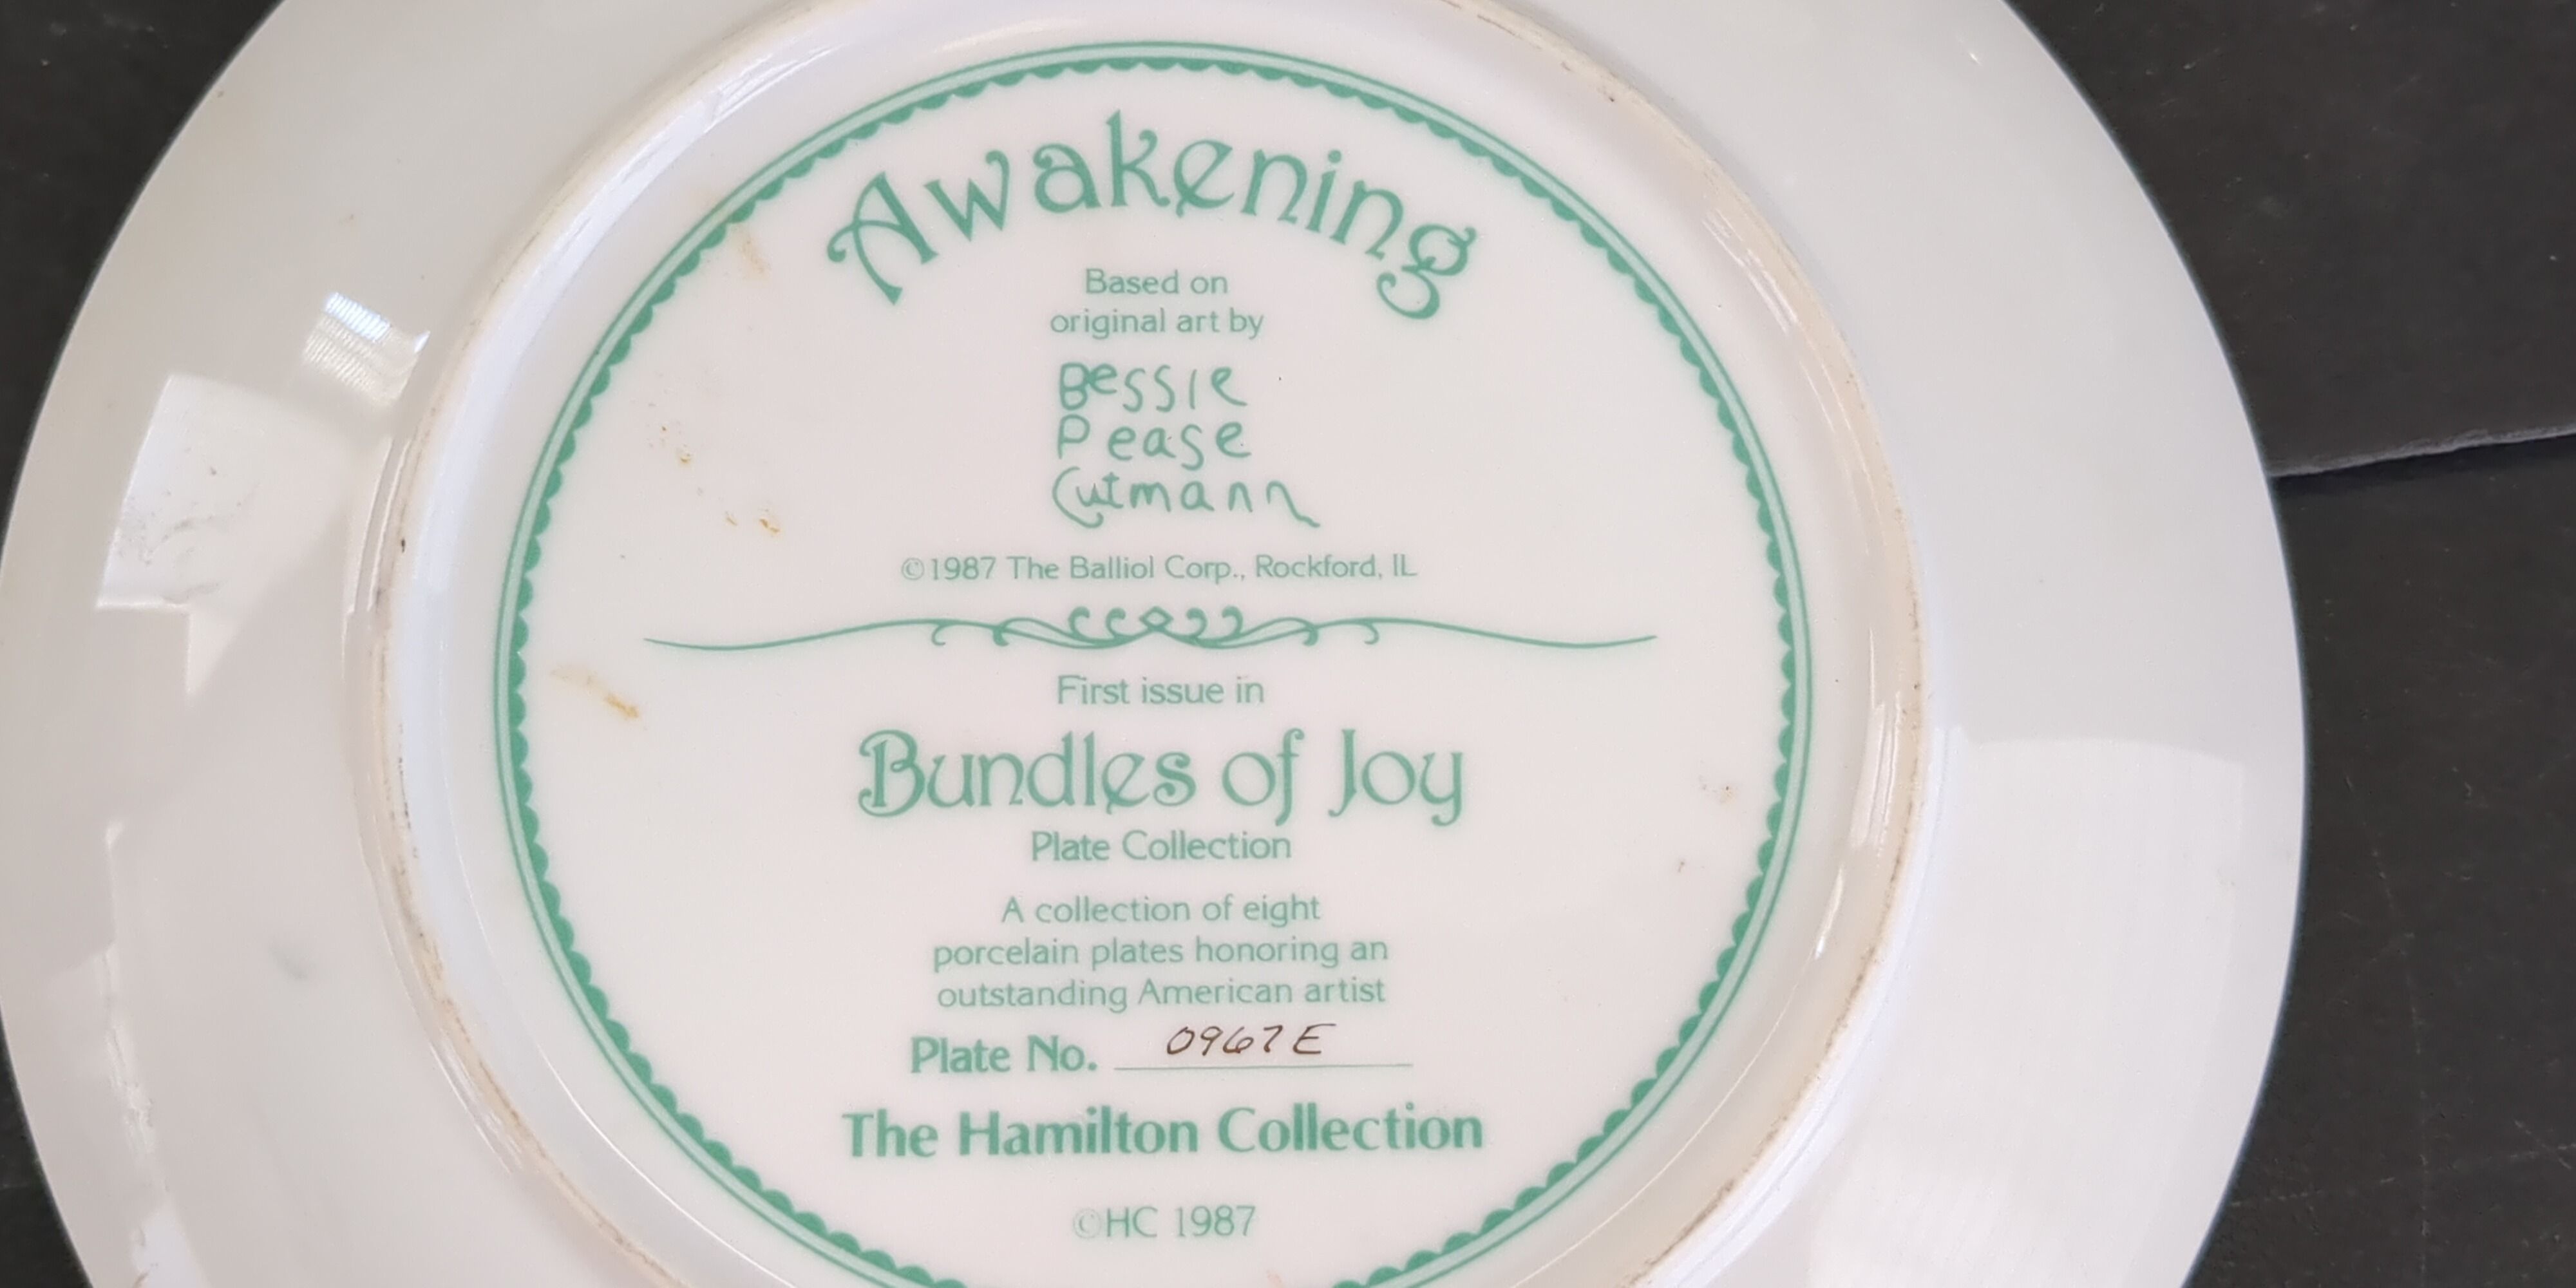 Awakening
Based on
original art by
Bessie
Pease
Gutmann
©1987 The Balliol Corp., Rockford, IL
First issue in
Bundles of Joy
Plate Collection
A collection of eight
porcelain plates honoring an
outstanding American artist
Plate No. 0967E
The Hamilton Collection
©HC 1987